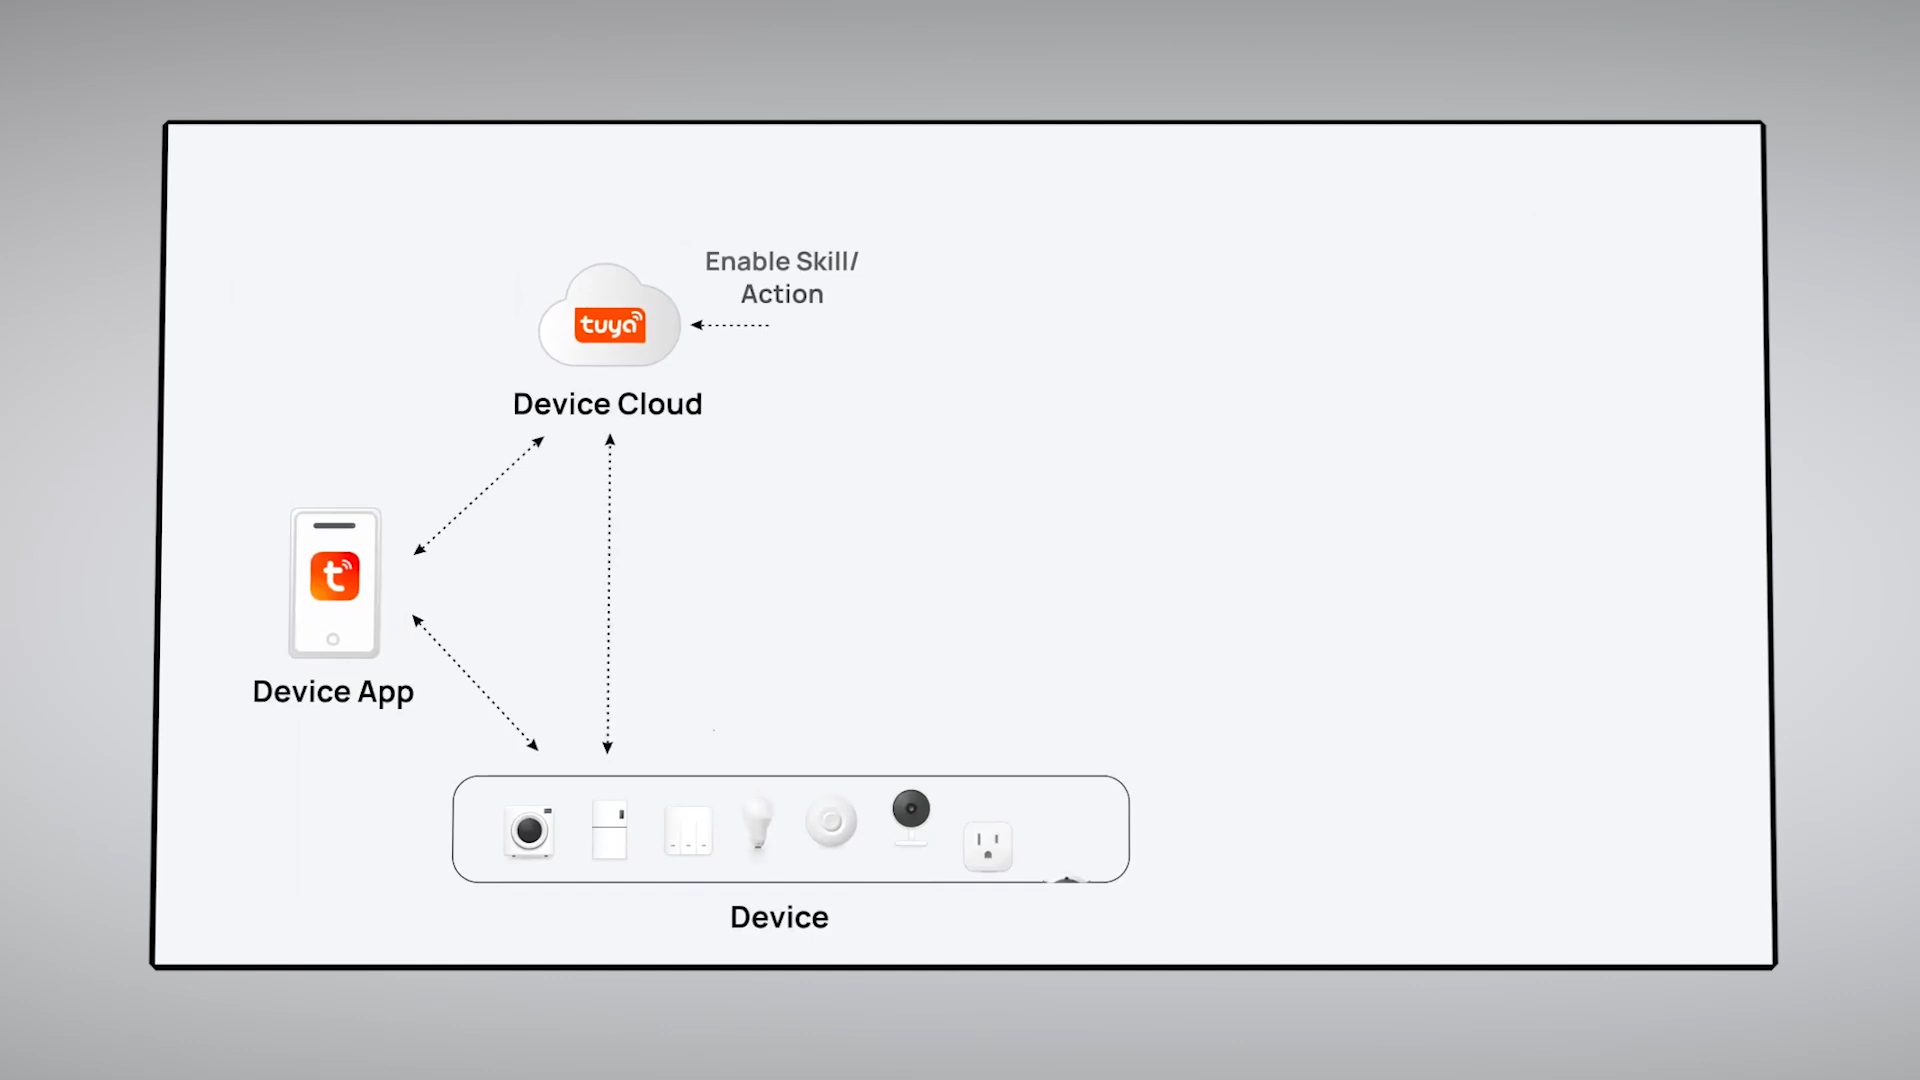 Enable Skill/
Action
tuya
Device Cloud
t
Device App
Device